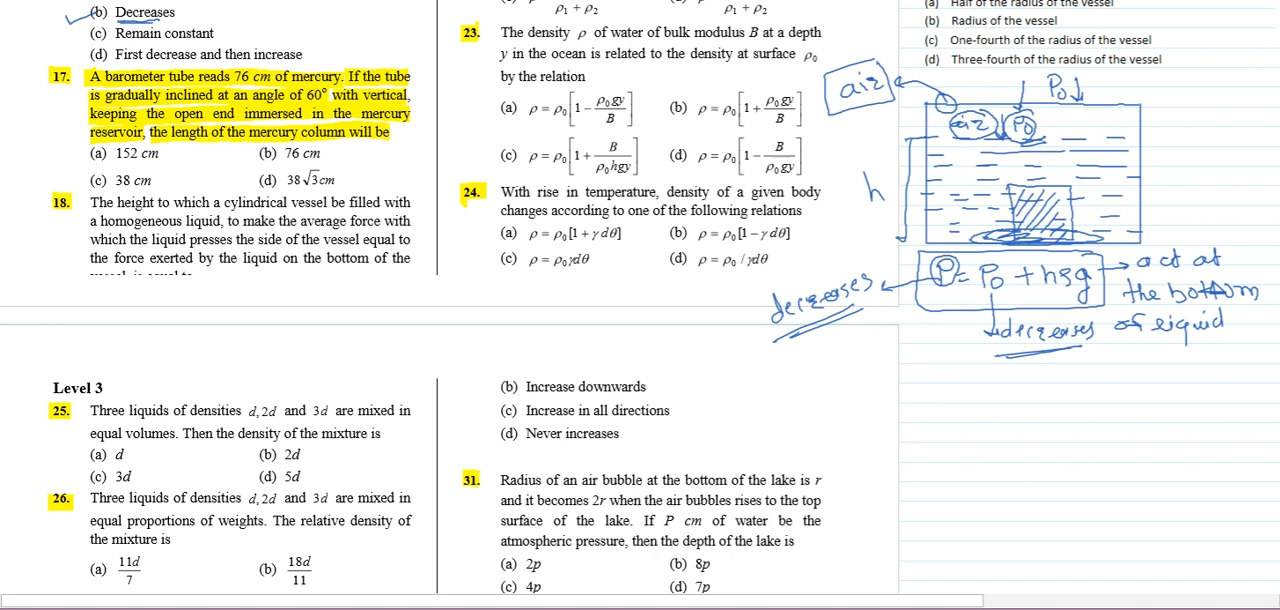 (b) Decreases
(c) Remain constant
(d) First decrease and then increase
17. A barometer tube reads 76 cm of mercury. If the tube
is gradually inclined at an angle of 60° with vertical,
keeping the open end immersed in the mercury
reservoir, the length of the mercury column will be
(a) 152 cm (b) 76 cm
(c) 38 cm (d) 38√3 cm
18. The height to which a cylindrical vessel be filled with
a homogeneous liquid, to make the average force with
which the liquid presses the side of the vessel equal to
the force exerted by the liquid on the bottom of the
Level 3
25. Three liquids of densities d, 2d and 3d are mixed in
equal volumes. Then the density of the mixture is
(a) d (b) 2d
(c) 3d (d) 5d
26. Three liquids of densities d, 2d and 3d are mixed in
equal proportions of weights. The relative density of
the mixture is
(a) 11d/7 (b) 18d/11
ρ₁ + ρ₂ ρ₁ + ρ₂
23. The density ρ of water of bulk modulus B at a depth
y in the ocean is related to the density at surface ρ₀
by the relation
(a) ρ = ρ₀[1 − ρ₀gy/B] (b) ρ = ρ₀[1 + ρ₀gy/B]
(c) ρ = ρ₀[1 + B/ρ₀hgy] (d) ρ = ρ₀[1 − B/ρ₀gy]
24. With rise in temperature, density of a given body
changes according to one of the following relations
(a) ρ = ρ₀[1 + γ dθ] (b) ρ = ρ₀[1 − γ dθ]
(c) ρ = ρ₀γdθ (d) ρ = ρ₀ / γdθ
(b) Increase downwards
(c) Increase in all directions
(d) Never increases
31. Radius of an air bubble at the bottom of the lake is r
and it becomes 2r when the air bubbles rises to the top
surface of the lake. If P cm of water be the
atmospheric pressure, then the depth of the lake is
(a) 2p (b) 8p
(c) 4p (d) 7p
(a) Half of the radius of the vessel
(b) Radius of the vessel
(c) One-fourth of the radius of the vessel
(d) Three-fourth of the radius of the vessel
air
P₀↓
air P₀
h
P = P₀ + hρg → act at
the bottom
of liquid
decreases
decreases